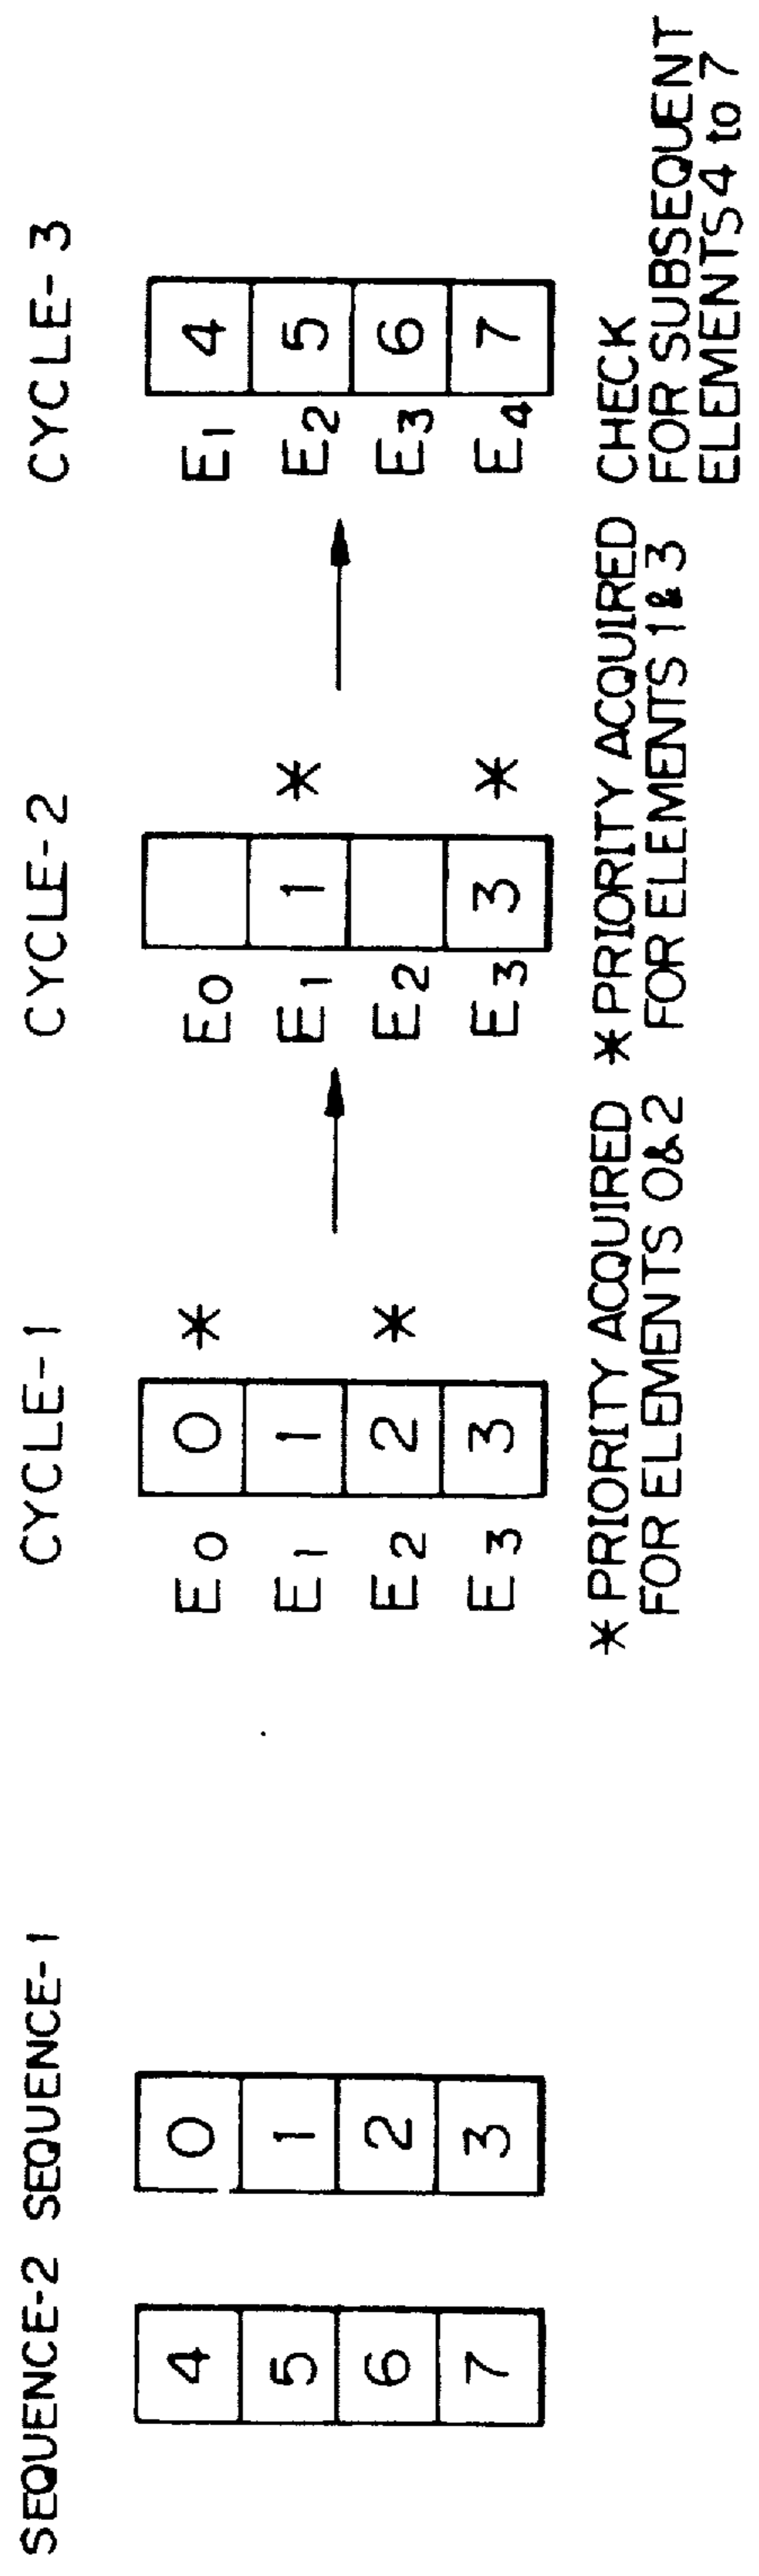 SEQUENCE-2 SEQUENCE-1
4
5
6
7
0
1
2
3
CYCLE-1
E0 0 *
E1 1
E2 2 *
E3 3
* PRIORITY ACQUIRED
FOR ELEMENTS 0&2
CYCLE-2
E0
E1 1 *
E2
E3 3 *
* PRIORITY ACQUIRED
FOR ELEMENTS 1&3
CYCLE-3
E1 4
E2 5
E3 6
E4 7
CHECK
FOR SUBSEQUENT
ELEMENTS 4 to 7